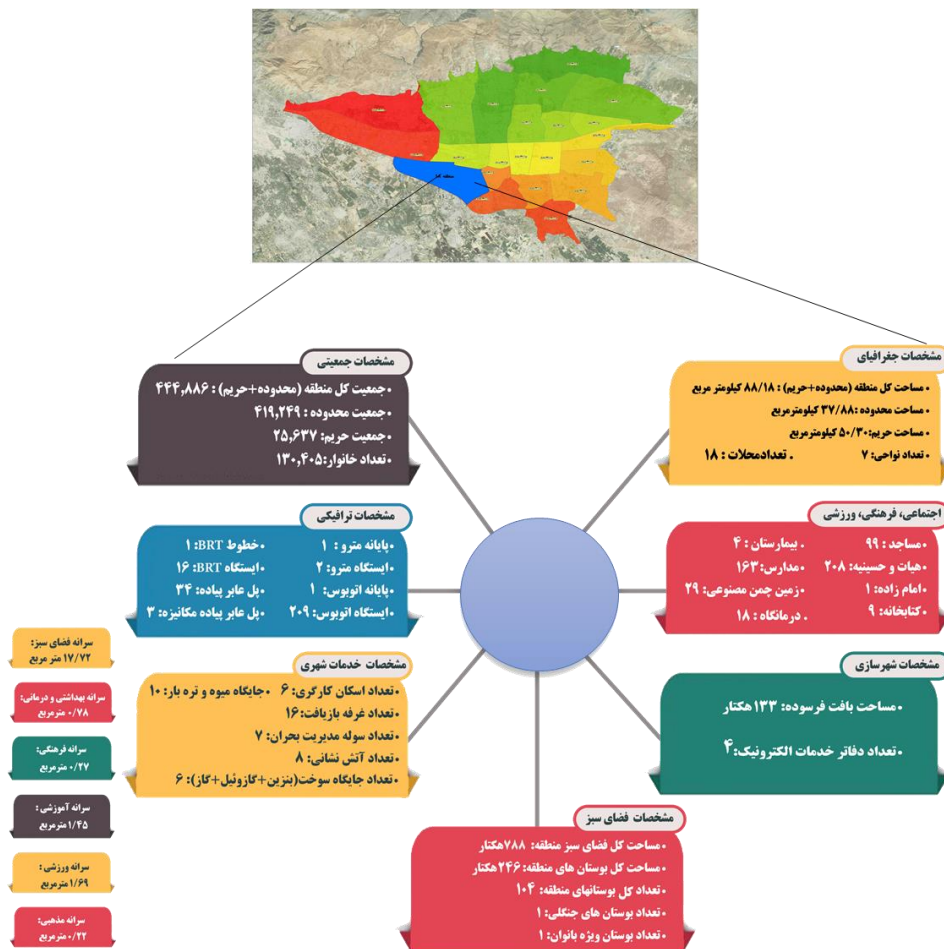 منطقه ۱۸
مشخصات جمعیتی
•جمعیت کل منطقه (محدوده+حریم) : ۴۴۴,۸۸۶
•جمعیت محدوده : ۴۱۹,۲۴۹
•جمعیت حریم: ۲۵,۶۳۷
•تعداد خانوار:۱۳۰,۴۰۵
مشخصات جغرافیای
• مساحت کل منطقه (محدوده+حریم) : ۸۸/۱۸ کیلومتر مربع
• مساحت محدوده : ۳۷/۸۸ کیلومترمربع
• مساحت حریم:۵۰/۳۰ کیلومترمربع
• تعداد نواحی: ۷ . تعدادمحلات : ۱۸
مشخصات ترافیکی
•پایانه مترو : ۱ •خطوط BRT: ۱
•ایستگاه مترو: ۲ •ایستگاه BRT: ۱۶
•پایانه اتوبوس: ۱ •پل عابر پیاده: ۳۴
•ایستگاه اتوبوس: ۲۰۹ •پل عابر پیاده مکانیزه: ۳
اجتماعی، فرهنگی، ورزشی
•مساجد : ۹۹ . بیمارستان : ۴
•هیات و حسینیه: ۲۰۸ •مدارس:۱۶۳
•امام زاده: ۱ •زمین چمن مصنوعی: ۲۹
•کتابخانه: ۹ . درمانگاه : ۱۸
مشخصات خدمات شهری
•تعداد اسکان کارگری: ۶ •جایگاه میوه و تره بار: ۱۰
•تعداد غرفه بازیافت:۱۶
•تعداد سوله مدیریت بحران: ۷
•تعداد آتش نشانی: ۸
•تعداد جایگاه سوخت(بنزین+گازوئیل+گاز): ۶
مشخصات شهرسازی
•مساحت بافت فرسوده: ۱۳۳هکتار
•تعداد دفاتر خدمات الکترونیک: ۴
مشخصات فضای سبز
•مساحت کل فضای سبز منطقه: ۷۸۸هکتار
•مساحت کل بوستان های منطقه: ۲۴۶هکتار
•تعداد کل بوستانهای منطقه: ۱۰۴
•تعداد بوستان های جنگلی: ۱
•تعداد بوستان ویژه بانوان: ۱
سرانه فضای سبز:
۱۷/۷۲ متر مربع
سرانه بهداشتی و درمانی:
۰/۷۸ مترمربع
سرانه فرهنگی:
۰/۲۷ مترمربع
سرانه آموزشی :
۱/۴۵ مترمربع
سرانه ورزشی :
۱/۶۹ مترمربع
سرانه مذهبی:
۰/۲۲ مترمربع